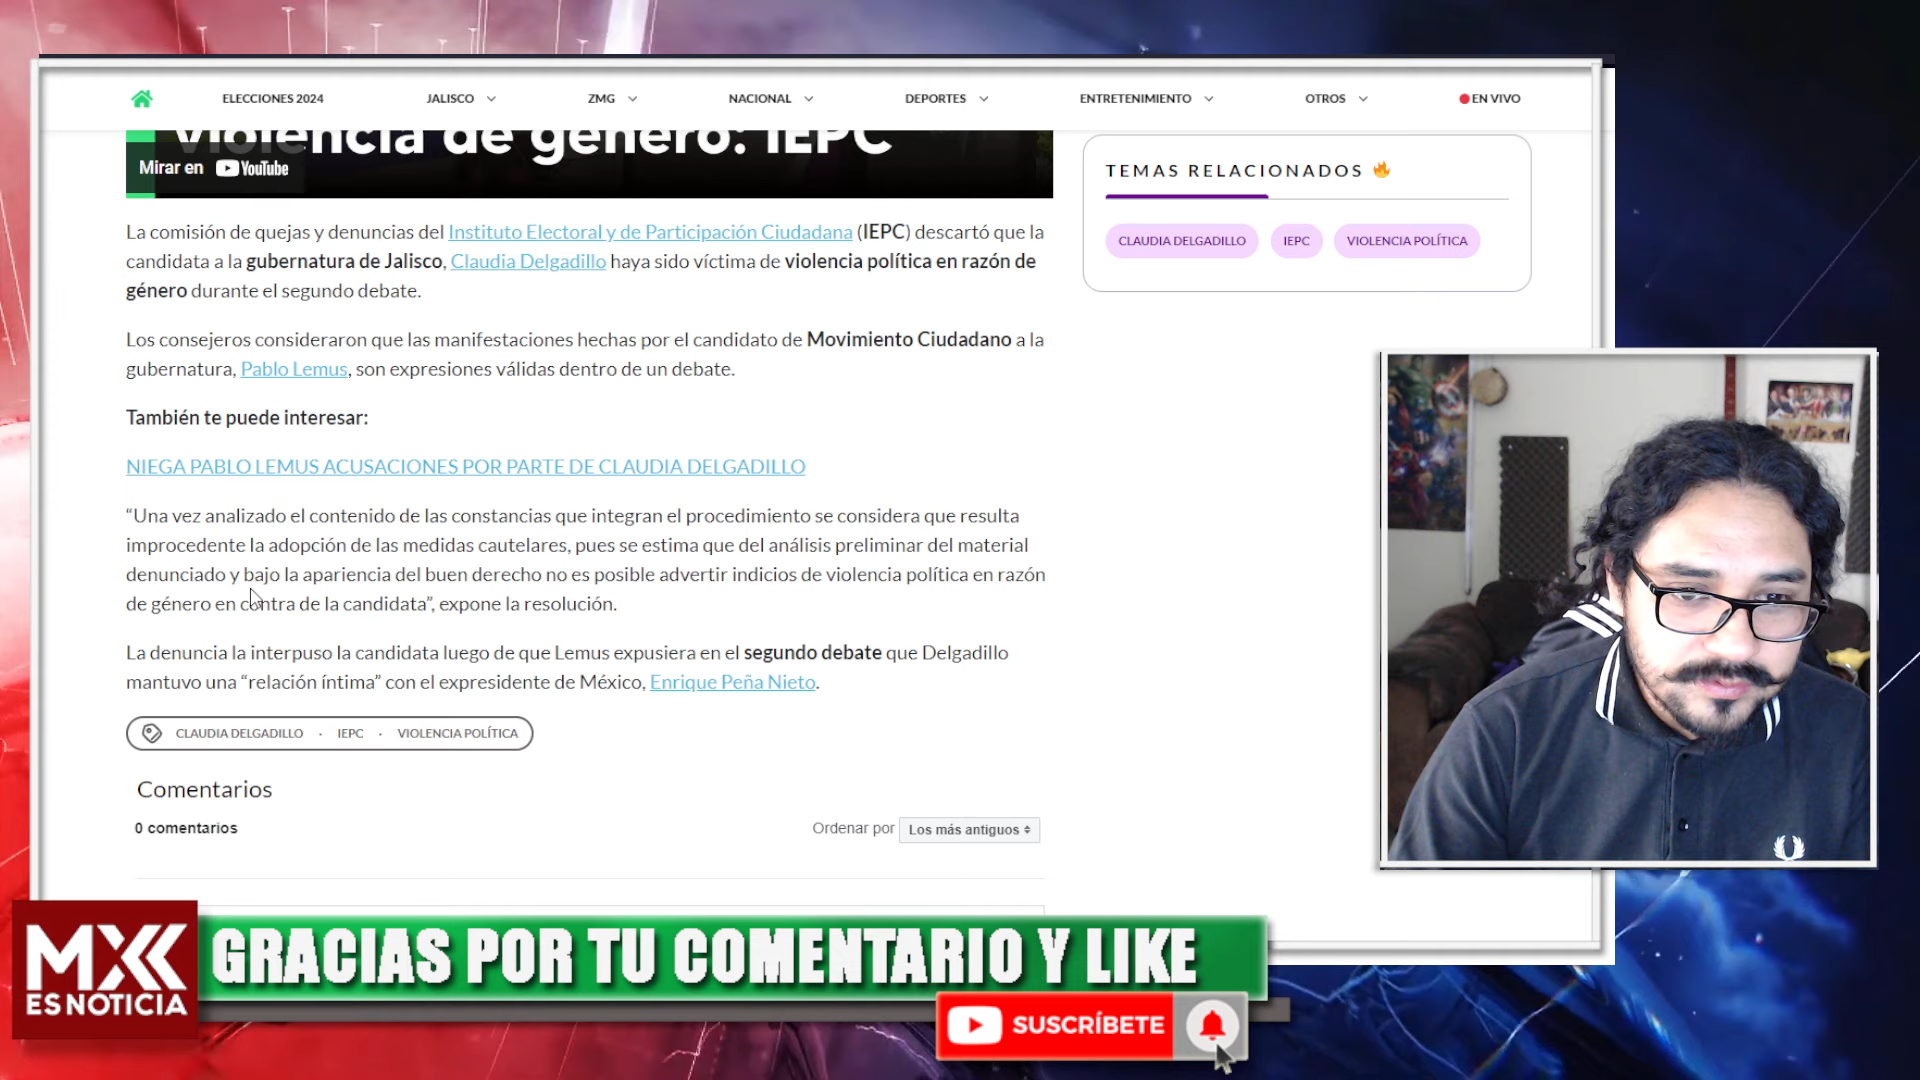 ELECCIONES 2024 JALISCO ZMG NACIONAL DEPORTES ENTRETENIMIENTO OTROS EN VIVO
violencia de género: IEPC
Mirar en YouTube
La comisión de quejas y denuncias del Instituto Electoral y de Participación Ciudadana (IEPC) descartó que la
candidata a la gubernatura de Jalisco, Claudia Delgadillo haya sido víctima de violencia política en razón de
género durante el segundo debate.
Los consejeros consideraron que las manifestaciones hechas por el candidato de Movimiento Ciudadano a la
gubernatura, Pablo Lemus, son expresiones válidas dentro de un debate.
También te puede interesar:
NIEGA PABLO LEMUS ACUSACIONES POR PARTE DE CLAUDIA DELGADILLO
“Una vez analizado el contenido de las constancias que integran el procedimiento se considera que resulta
improcedente la adopción de las medidas cautelares, pues se estima que del análisis preliminar del material
denunciado y bajo la apariencia del buen derecho no es posible advertir indicios de violencia política en razón
de género en contra de la candidata”, expone la resolución.
La denuncia la interpuso la candidata luego de que Lemus expusiera en el segundo debate que Delgadillo
mantuvo una “relación íntima” con el expresidente de México, Enrique Peña Nieto.
CLAUDIA DELGADILLO · IEPC · VIOLENCIA POLÍTICA
Comentarios
0 comentarios
Ordenar por Los más antiguos
TEMAS RELACIONADOS 🔥
CLAUDIA DELGADILLO IEPC VIOLENCIA POLÍTICA
MX
ES NOTICIA
GRACIAS POR TU COMENTARIO Y LIKE
SUSCRÍBETE